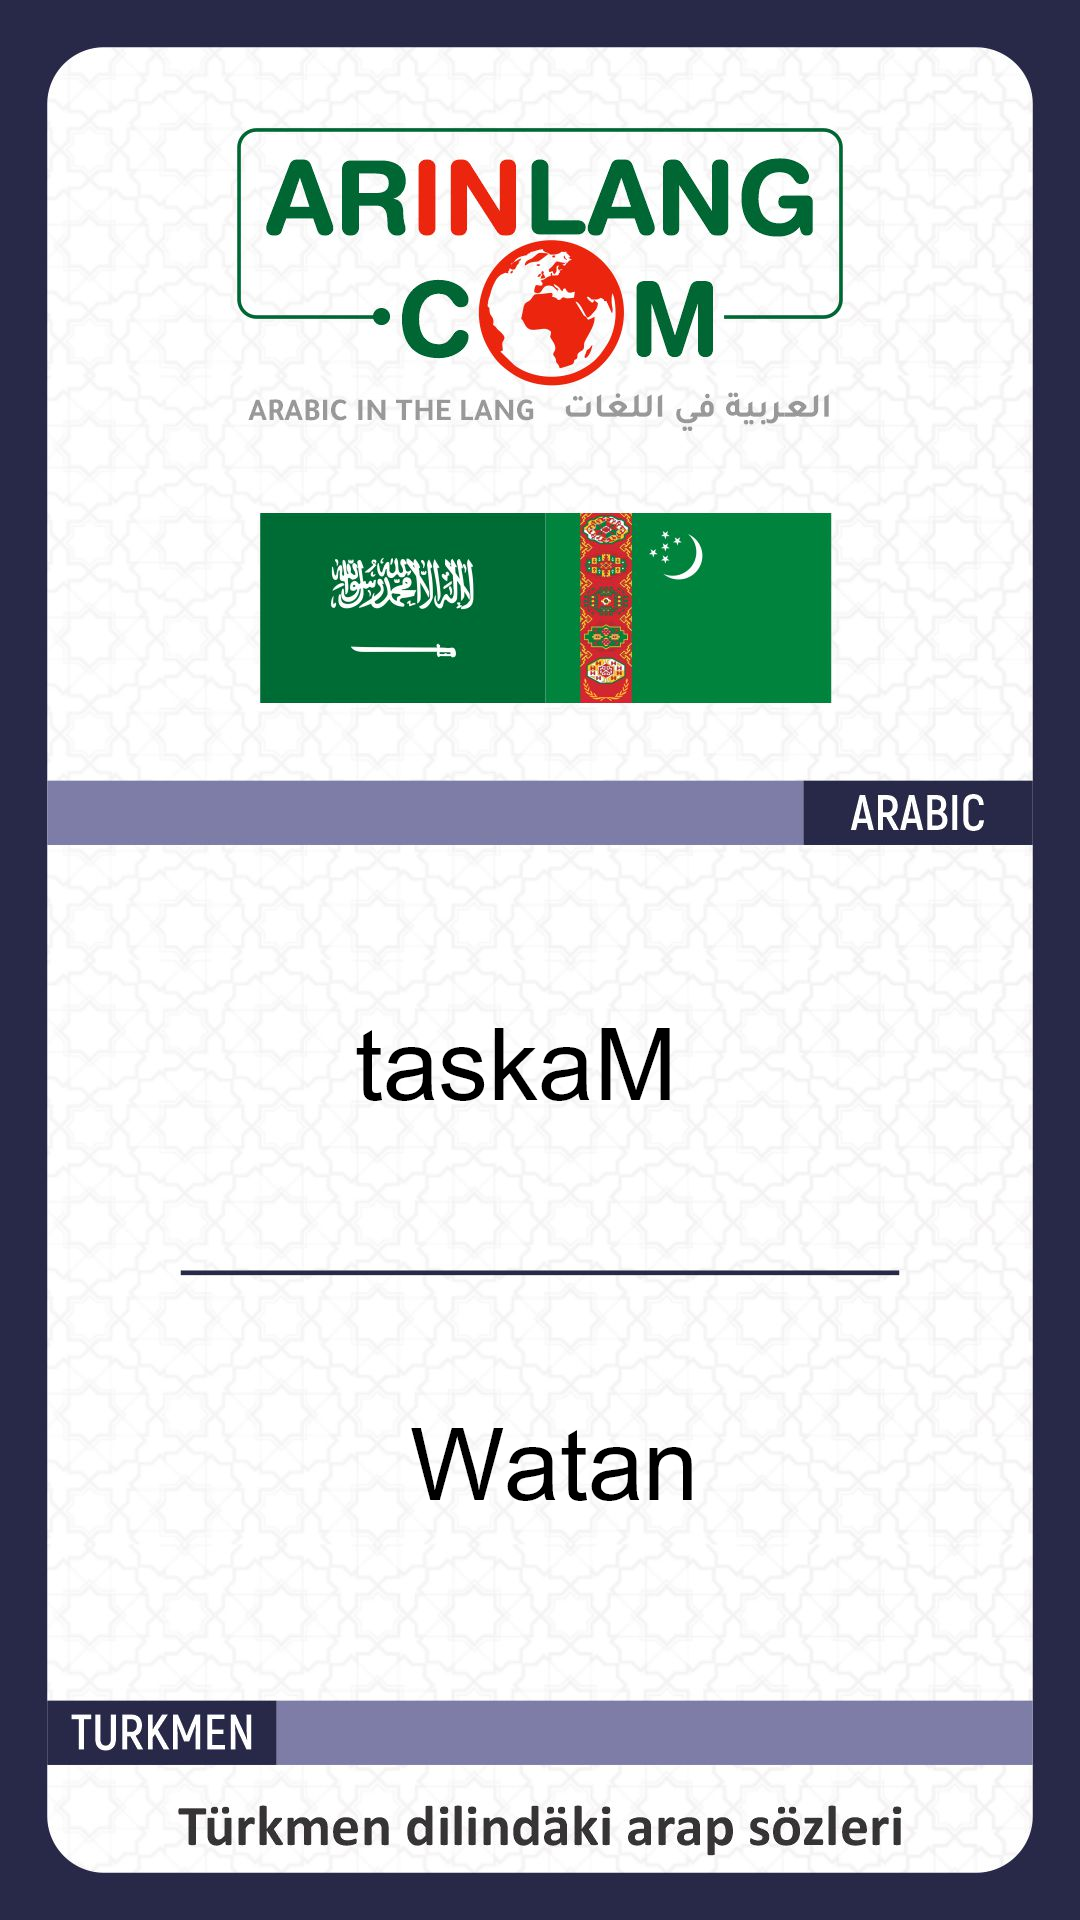 ARINLANG
.COM
ARABIC IN THE LANG العربية في اللغات
لا إله إلا الله محمد رسول الله
ARABIC
taskaM
Watan
TURKMEN
Türkmen dilindäki arap sözleri